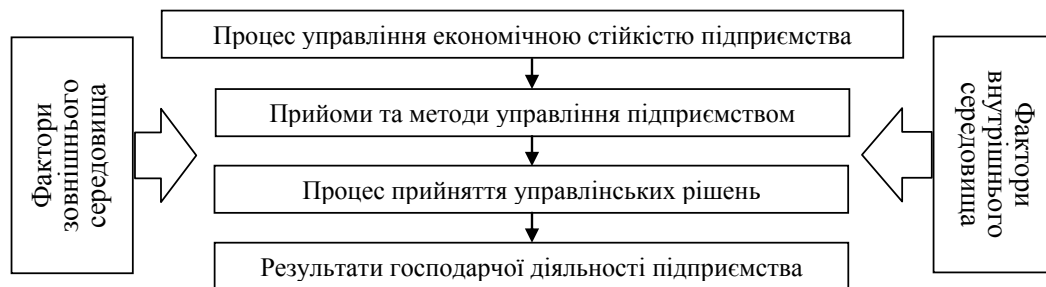 Процес управління економічною стійкістю підприємства
Фактори
зовнішнього
середовища
Прийоми та методи управління підприємством
Процес прийняття управлінських рішень
Результати господарчої діяльності підприємства
Фактори
внутрішнього
середовища